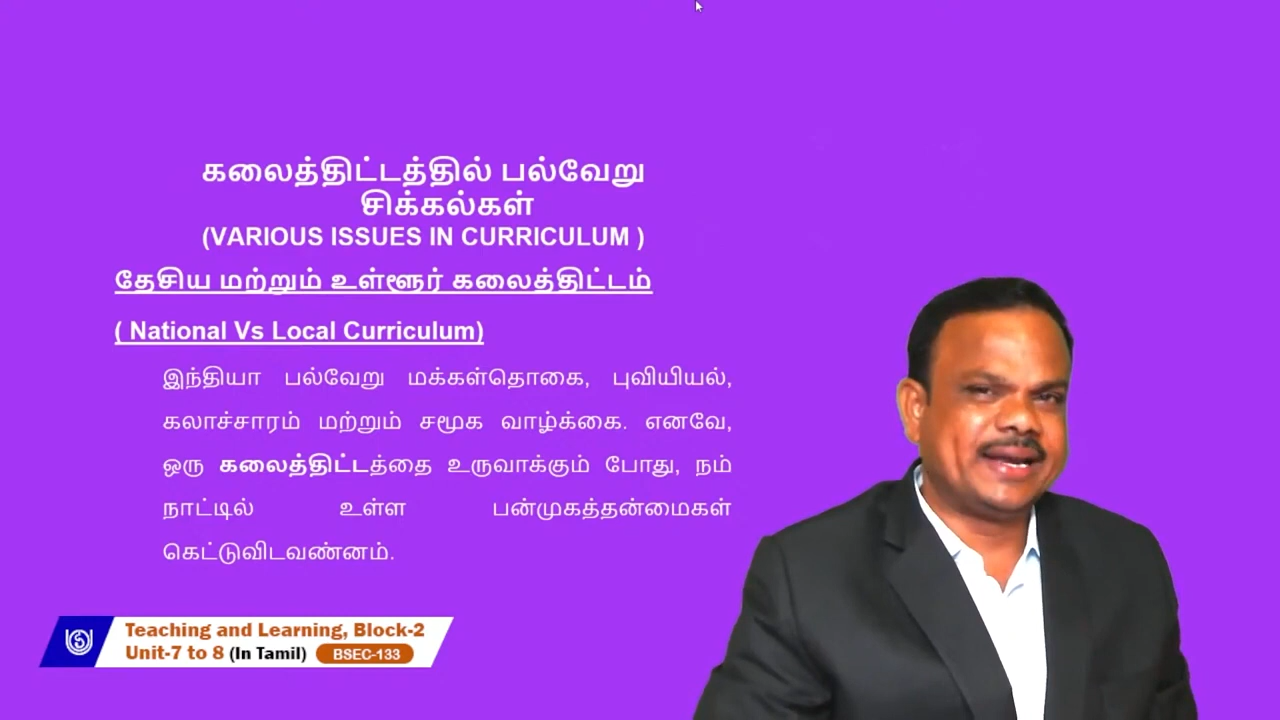 கலைத்திட்டத்தில் பல்வேறு
சிக்கல்கள்
(VARIOUS ISSUES IN CURRICULUM )
தேசிய மற்றும் உள்ளூர் கலைத்திட்டம்
( National Vs Local Curriculum)
இந்தியா பல்வேறு மக்கள்தொகை, புவியியல்,
கலாச்சாரம் மற்றும் சமூக வாழ்க்கை. எனவே,
ஒரு கலைத்திட்டத்தை உருவாக்கும் போது, நம்
நாட்டில் உள்ள பன்முகத்தன்மைகள்
கெட்டுவிடவண்னம்.
Teaching and Learning, Block-2
Unit-7 to 8 (In Tamil) BSEC-133